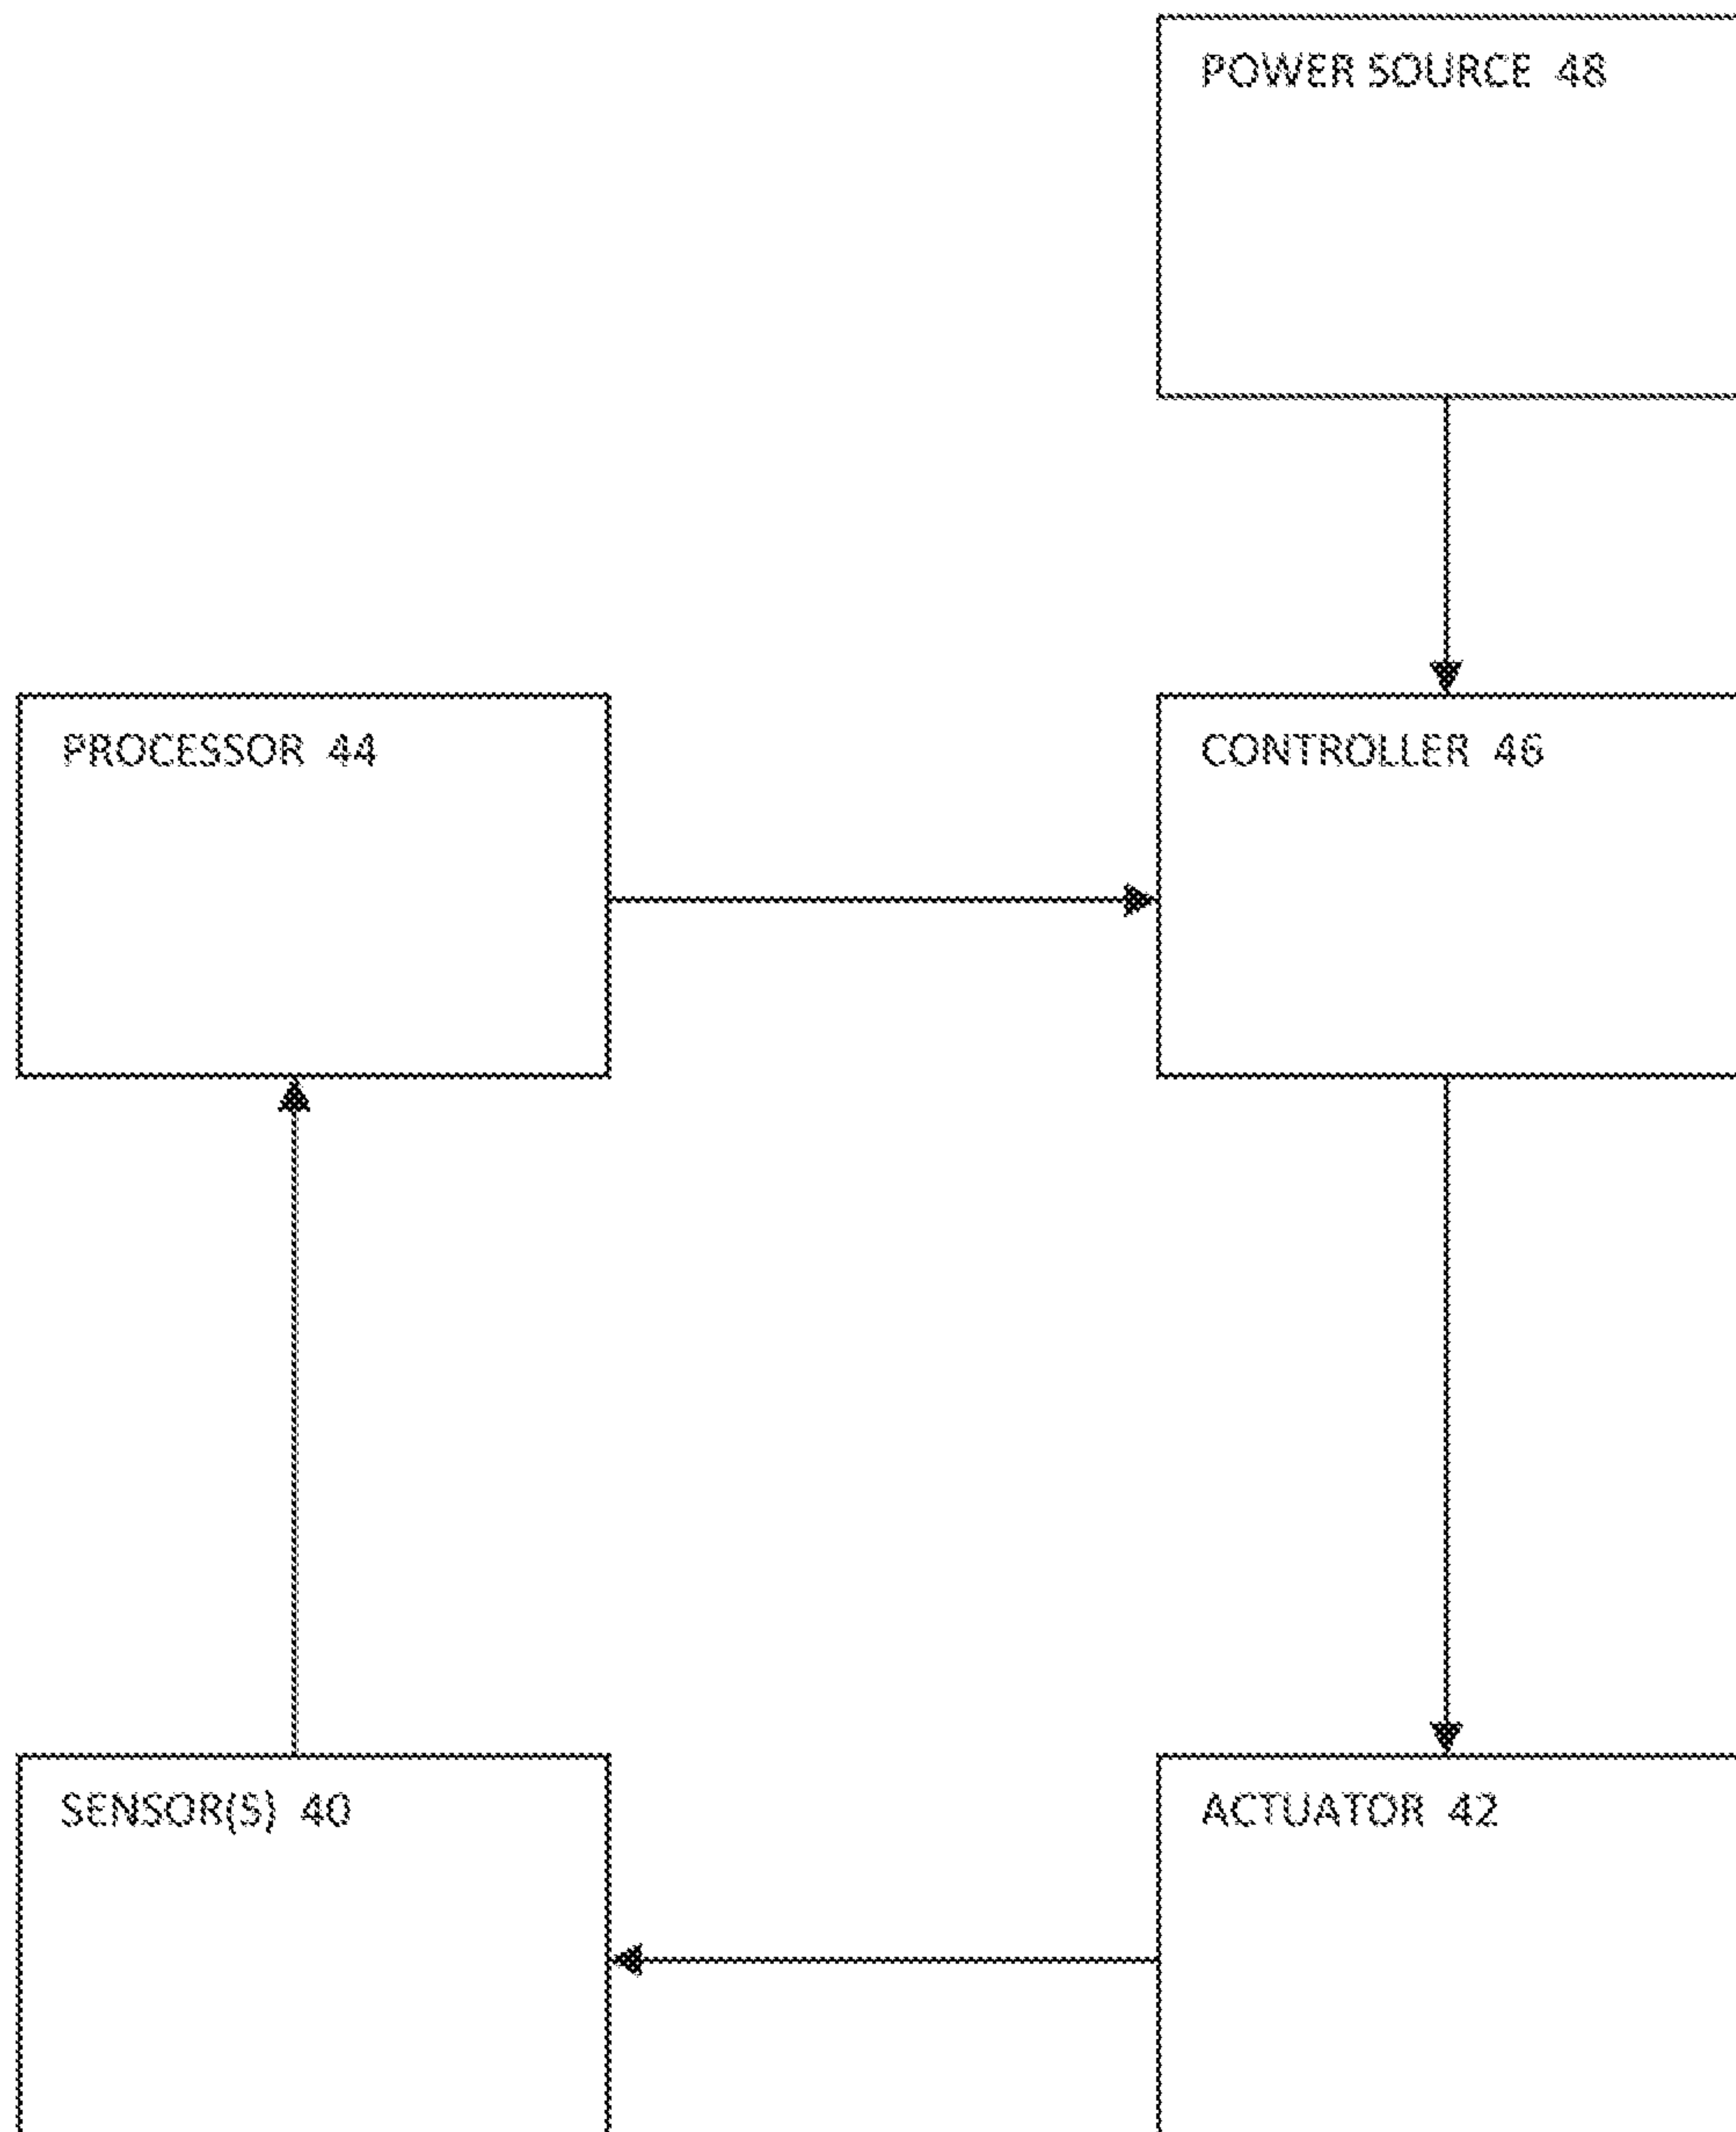 POWER SOURCE 48
PROCESSOR 44
CONTROLLER 46
SENSOR(S) 40
ACTUATOR 42